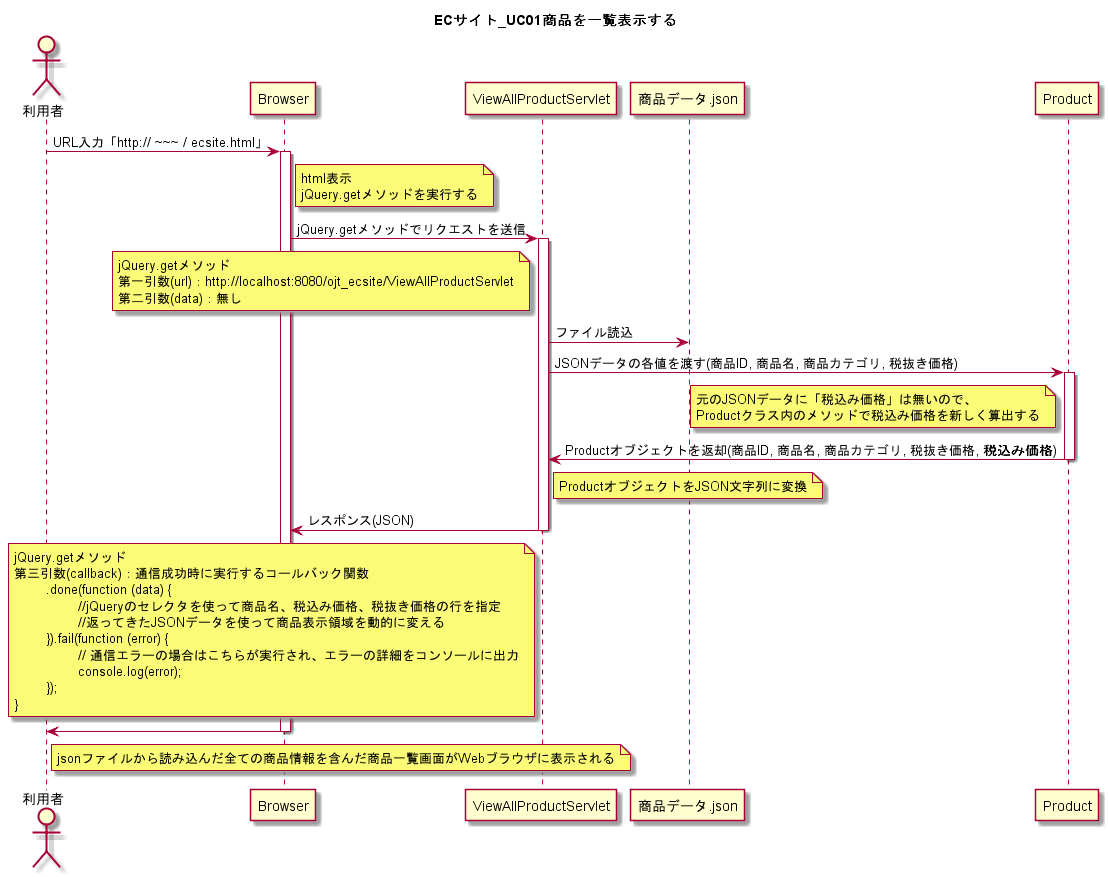 ECサイト_UC01商品を一覧表示する
利用者
Browser
ViewAllProductServlet
商品データ.json
Product
URL入力「http:// ~~~ / ecsite.html」
html表示
jQuery.getメソッドを実行する
jQuery.getメソッドでリクエストを送信
jQuery.getメソッド
第一引数(url)：http://localhost:8080/ojt_ecsite/ViewAllProductServlet
第二引数(data)：無し
ファイル読込
JSONデータの各値を渡す(商品ID, 商品名, 商品カテゴリ, 税抜き価格)
元のJSONデータに「税込み価格」は無いので、
Productクラス内のメソッドで税込み価格を新しく算出する
Productオブジェクトを返却(商品ID, 商品名, 商品カテゴリ, 税抜き価格, 税込み価格)
ProductオブジェクトをJSON文字列に変換
レスポンス(JSON)
jQuery.getメソッド
第三引数(callback)：通信成功時に実行するコールバック関数
.done(function (data) {
//jQueryのセレクタを使って商品名、税込み価格、税抜き価格の行を指定
//返ってきたJSONデータを使って商品表示領域を動的に変える
}).fail(function (error) {
// 通信エラーの場合はこちらが実行され、エラーの詳細をコンソールに出力
console.log(error);
});
}
jsonファイルから読み込んだ全ての商品情報を含んだ商品一覧画面がWebブラウザに表示される
利用者
Browser
ViewAllProductServlet
商品データ.json
Product